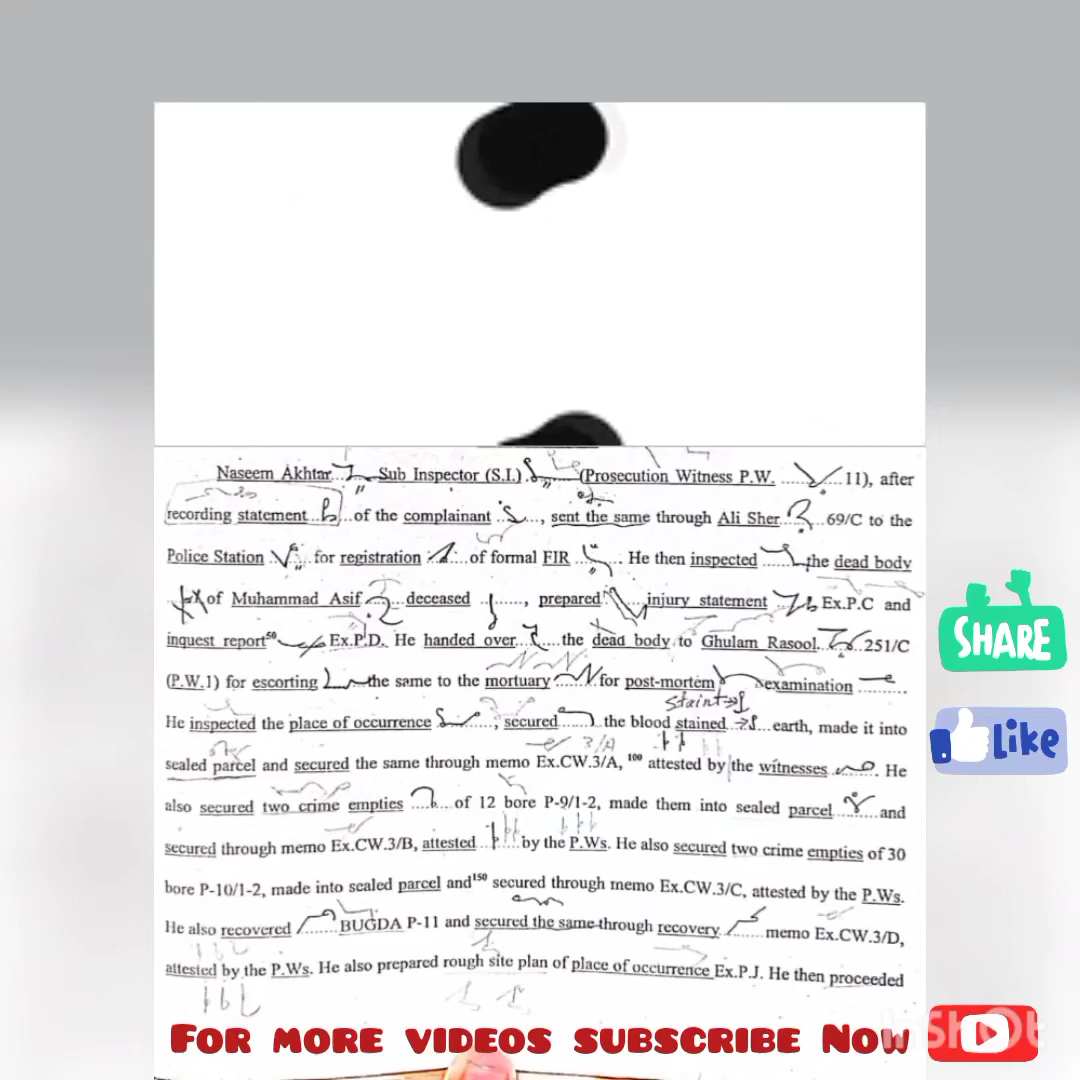 Naseem Akhtar Sub Inspector (S.I.) (Prosecution Witness P.W. ........ 11), after
recording statement ...... of the complainant ......, sent the same through Ali Sher ...... 69/C to the
Police Station ...... for registration ...... of formal FIR ...... He then inspected ........ the dead body
of Muhammad Asif deceased ......, prepared injury statement Ex.P.C and
inquest report⁵⁰ Ex.P.D. He handed over ...... the dead body to Ghulam Rasool. 251/C
(P.W.1) for escorting the same to the mortuary ........ for post-mortem examination ........
Staint
He inspected the place of occurrence ........, secured ........ the blood stained ...... earth, made it into
3/A
sealed parcel and secured the same through memo Ex.CW.3/A, ¹⁰⁰ attested by the witnesses ....... He
also secured two crime empties ...... of 12 bore P-9/1-2, made them into sealed parcel ...... and
secured through memo Ex.CW.3/B, attested ...... by the P.Ws. He also secured two crime empties of 30
bore P-10/1-2, made into sealed parcel and¹⁵⁰ secured through memo Ex.CW.3/C, attested by the P.Ws.
He also recovered ........ BUGDA P-11 and secured the same through recovery ........ memo Ex.CW.3/D,
attested by the P.Ws. He also prepared rough site plan of place of occurrence Ex.P.J. He then proceeded
SHARE
Like
FOR MORE VIDEOS SUBSCRIBE NOW
InShOt